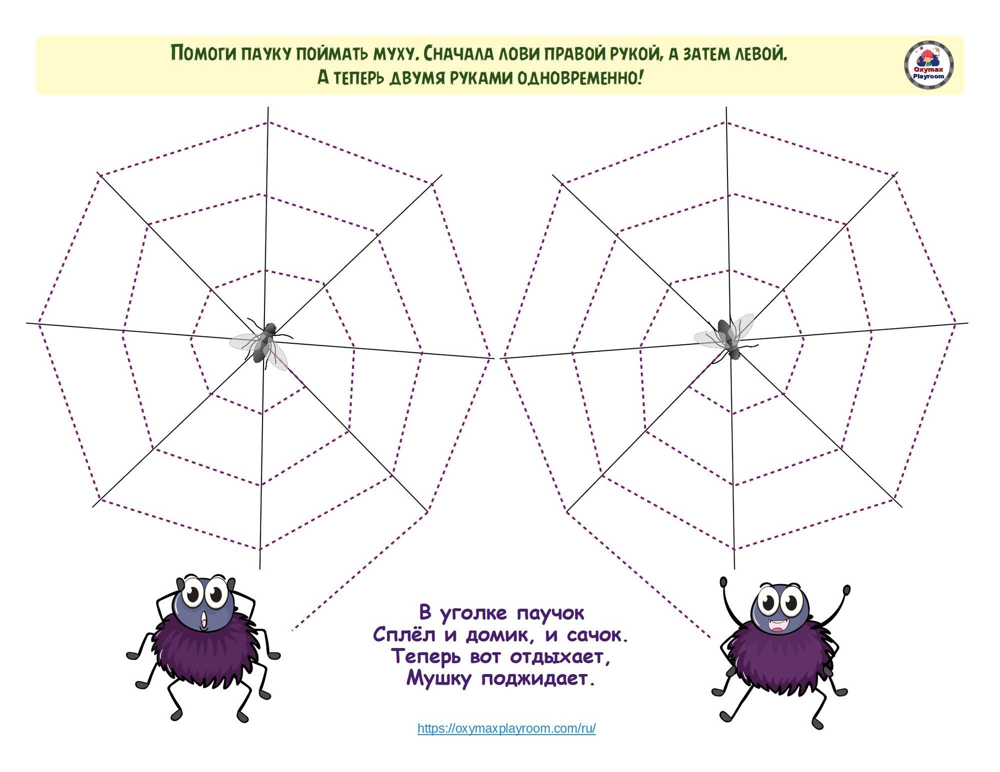 Помоги пауку поймать муху. Сначала лови правой рукой, а затем левой.
А теперь двумя руками одновременно!
Oxymax
Playroom
В уголке паучок
Сплёл и домик, и сачок.
Теперь вот отдыхает,
Мушку поджидает.
https://oxymaxplayroom.com/ru/